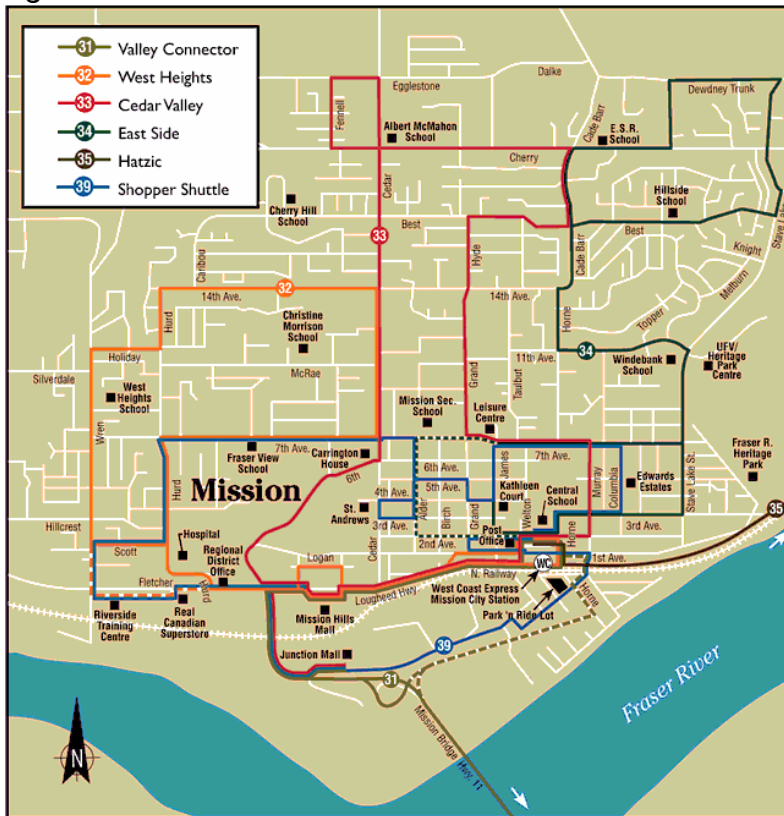 31 Valley Connector
32 West Heights
33 Cedar Valley
34 East Side
35 Hatzic
39 Shopper Shuttle
Dalke
Egglestone
Dewdney Trunk
Fennell
Albert McMahon
School
Cade Barr
E.S.R.
School
Cherry
Cedar
Hillside
School
Cherry Hill
School
33
Best
Best
Stave Lake
Caribou
Hyde
Cade Barr
Knight
Melburn
32
14th Ave.
14th Ave.
Hurd
Christine
Morrison
School
Horne
Topper
34
Holiday
11th Ave.
Windebank
School
UFV/
Heritage
Park
Centre
Silverdale
McRae
Grand
Taulbut
West
Heights
School
Mission Sec.
School
Leisure
Centre
Wren
Fraser View
School
7th Ave.
Carrington
House
6th
7th Ave.
Fraser R.
Heritage
Park
6th Ave.
James
Hurd
Mission
5th Ave.
Kathleen
Court
Murray
Columbia
Edwards
Estates
Stave Lake St.
4th Ave.
Alder
Birch
Grand
Welton
Central
School
St.
Andrews
Hillcrest
3rd Ave.
3rd Ave.
35
Hospital
Post
Office
Horne
Scott
Regional
District
Office
Logan
Cedar
2nd Ave.
1st Ave.
Fletcher
Hurd
N. Railway
WC
Lougheed Hwy
West Coast Express
Mission City Station
Riverside
Training
Centre
Real
Canadian
Superstore
Mission Hills
Mall
Park 'n Ride Lot
Horne
39
Junction Mall
31
Fraser River
Mission Bridge
Hwy. 11
N